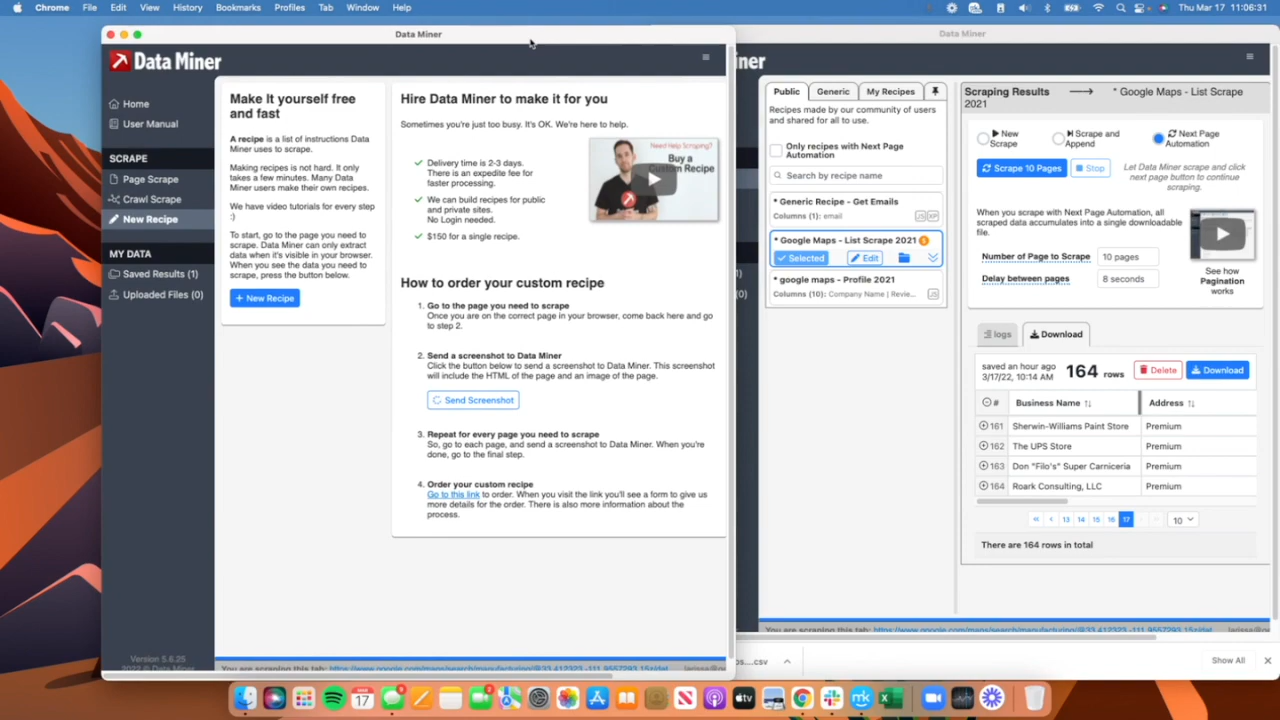 Chrome File Edit View History Bookmarks Profiles Tab Window Help
Thu Mar 17 11:06:31
Data Miner
Data Miner
Home
User Manual
SCRAPE
Page Scrape
Crawl Scrape
New Recipe
MY DATA
Saved Results (1)
Uploaded Files (0)
Version 5.6.25
Make It yourself free
and fast
A recipe is a list of instructions Data
Miner uses to scrape.
Making recipes is not hard. It only
takes a few minutes. Many Data
Miner users make their own recipes.
We have video tutorials for every step
:)
To start, go to the page you need to
scrape. Data Miner can only extract
data when it's visible in your browser.
When you see the data you need to
scrape, press the button below.
+ New Recipe
Hire Data Miner to make it for you
Sometimes you're just too busy. It's OK. We're here to help.
Delivery time is 2-3 days.
There is an expedite fee for
faster processing.
We can build recipes for public
and private sites.
No Login needed.
$150 for a single recipe.
Need Help Scraping?
Buy a
Custom Recipe
How to order your custom recipe
1. Go to the page you need to scrape
Once you are on the correct page in your browser, come back here and go
to step 2.
2. Send a screenshot to Data Miner
Click the button below to send a screenshot to Data Miner. This screenshot
will include the HTML of the page and an image of the page.
Send Screenshot
3. Repeat for every page you need to scrape
So, go to each page, and send a screenshot to Data Miner. When you're
done, go to the final step.
4. Order your custom recipe
Go to this link to order. When you visit the link you'll see a form to give us
more details for the order. There is also more information about the
process.
You are scraping this tab:
Data Miner
ner
Public Generic My Recipes
Recipes made by our community of users
and shared for all to use.
Only recipes with Next Page
Automation
Search by recipe name
* Generic Recipe - Get Emails
Columns (1): email JS XP
* Google Maps - List Scrape 2021
Selected Edit
* google maps - Profile 2021
Columns (10): Company Name | Revie... JS
)
(0)
Scraping Results * Google Maps - List Scrape
2021
New
Scrape
Scrape and
Append
Next Page
Automation
Scrape 10 Pages Stop
Let Data Miner scrape and click
next page button to continue
scraping.
When you scrape with Next Page Automation, all
scraped data accumulates into a single downloadable
file.
Number of Page to Scrape 10 pages
Delay between pages 8 seconds
See how
Pagination
works
logs Download
saved an hour ago
3/17/22, 10:14 AM
164 rows Delete Download
# Business Name Address
161 Sherwin-Williams Paint Store Premium
162 The UPS Store Premium
163 Don "Filo's" Super Carniceria Premium
164 Roark Consulting, LLC Premium
« ‹ 13 14 15 16 17 10
There are 164 rows in total
You are scraping this tab:
os....csv
Show All
17